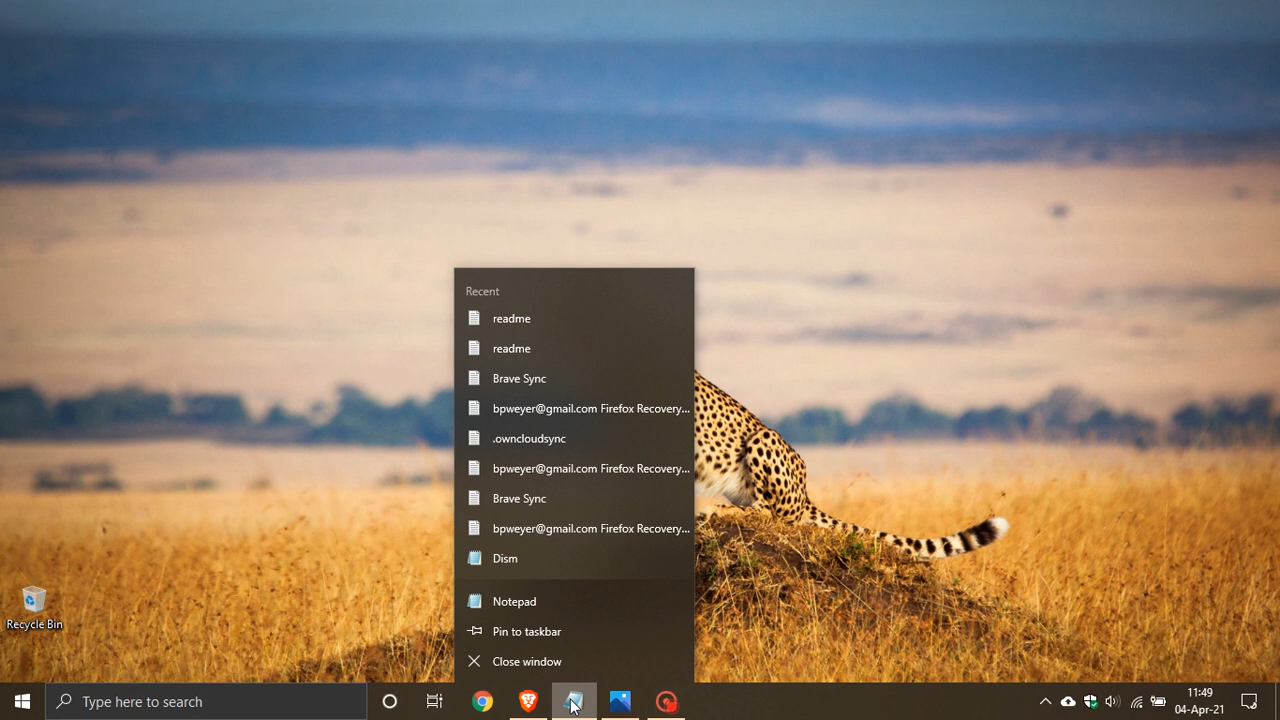 Recent
readme
readme
Brave Sync
bpweyer@gmail.com Firefox Recovery...
.owncloudsync
bpweyer@gmail.com Firefox Recovery...
Brave Sync
bpweyer@gmail.com Firefox Recovery...
Dism
Notepad
Pin to taskbar
Close window
Recycle Bin
Type here to search
11:49
04-Apr-21